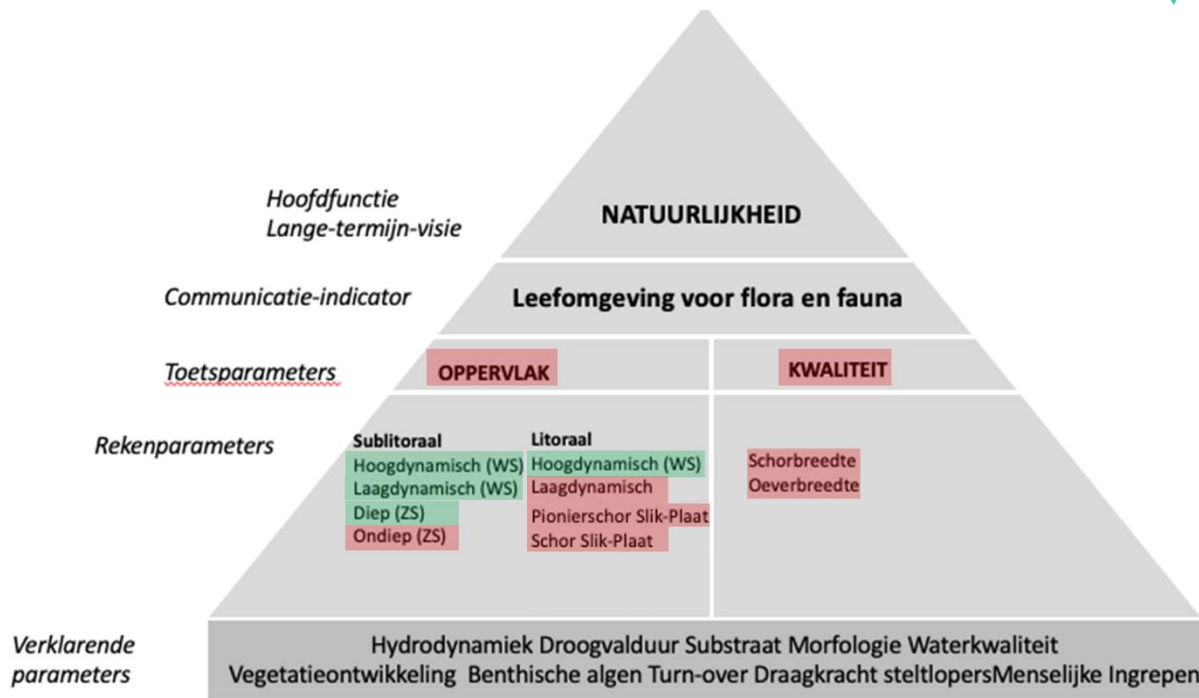 Hoofdfunctie
Lange-termijn-visie
NATUURLIJKHEID
Communicatie-indicator
Leefomgeving voor flora en fauna
Toetsparameters
OPPERVLAK
KWALITEIT
Rekenparameters
Sublitoraal
Hoogdynamisch (WS)
Laagdynamisch (WS)
Diep (ZS)
Ondiep (ZS)
Litoraal
Hoogdynamisch (WS)
Laagdynamisch
Pionierschor Slik-Plaat
Schor Slik-Plaat
Schorbreedte
Oeverbreedte
Verklarende
parameters
Hydrodynamiek Droogvalduur Substraat Morfologie Waterkwaliteit
Vegetatieontwikkeling Benthische algen Turn-over Draagkracht steltlopersMenselijke Ingrepen